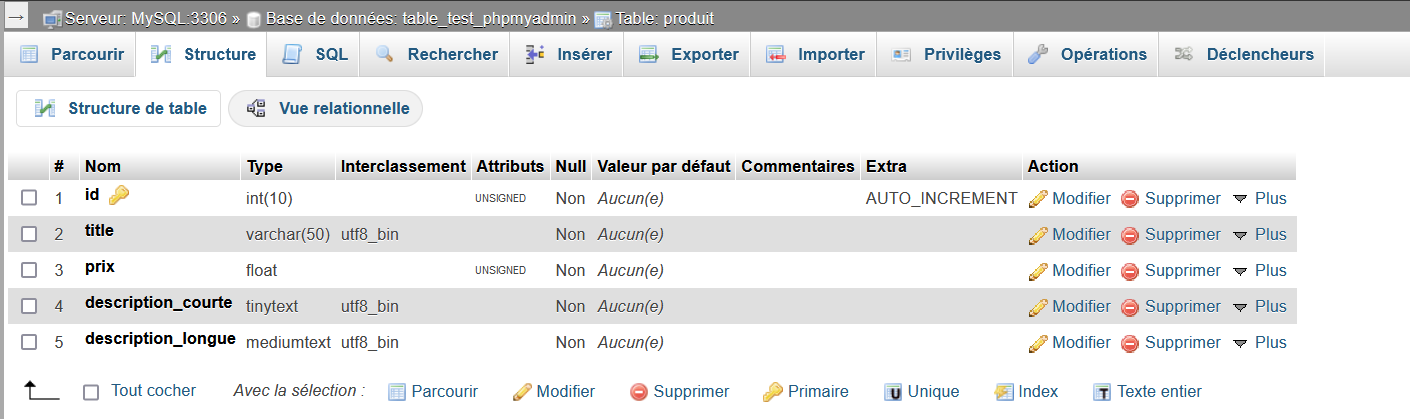 Serveur: MySQL:3306 » Base de données: table_test_phpmyadmin » Table: produit
Parcourir Structure SQL Rechercher Insérer Exporter Importer Privilèges Opérations Déclencheurs
Structure de table Vue relationnelle
# Nom Type Interclassement Attributs Null Valeur par défaut Commentaires Extra Action
1 id int(10) UNSIGNED Non Aucun(e) AUTO_INCREMENT Modifier Supprimer Plus
2 title varchar(50) utf8_bin Non Aucun(e) Modifier Supprimer Plus
3 prix float UNSIGNED Non Aucun(e) Modifier Supprimer Plus
4 description_courte tinytext utf8_bin Non Aucun(e) Modifier Supprimer Plus
5 description_longue mediumtext utf8_bin Non Aucun(e) Modifier Supprimer Plus
Tout cocher Avec la sélection : Parcourir Modifier Supprimer Primaire Unique Index Texte entier